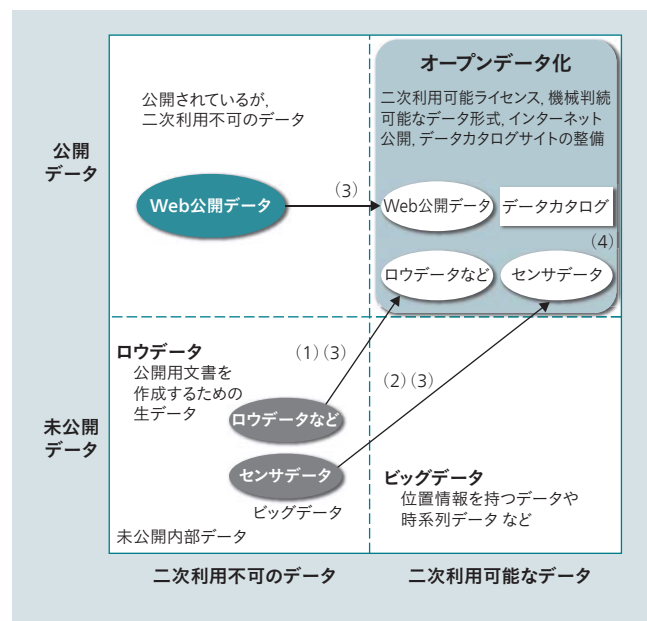 オープンデータ化
二次利用可能ライセンス, 機械判続
可能なデータ形式, インターネット
公開, データカタログサイトの整備
公開されているが,
二次利用不可のデータ
公開
データ
(3)
Web公開データ
Web公開データ
データカタログ
(4)
ロウデータなど
センサデータ
ロウデータ
公開用文書を
作成するための
生データ
(1)(3)
(2)(3)
ロウデータなど
未公開
データ
センサデータ
ビッグデータ
ビッグデータ
位置情報を持つデータや
時系列データ など
未公開内部データ
二次利用不可のデータ
二次利用可能なデータ